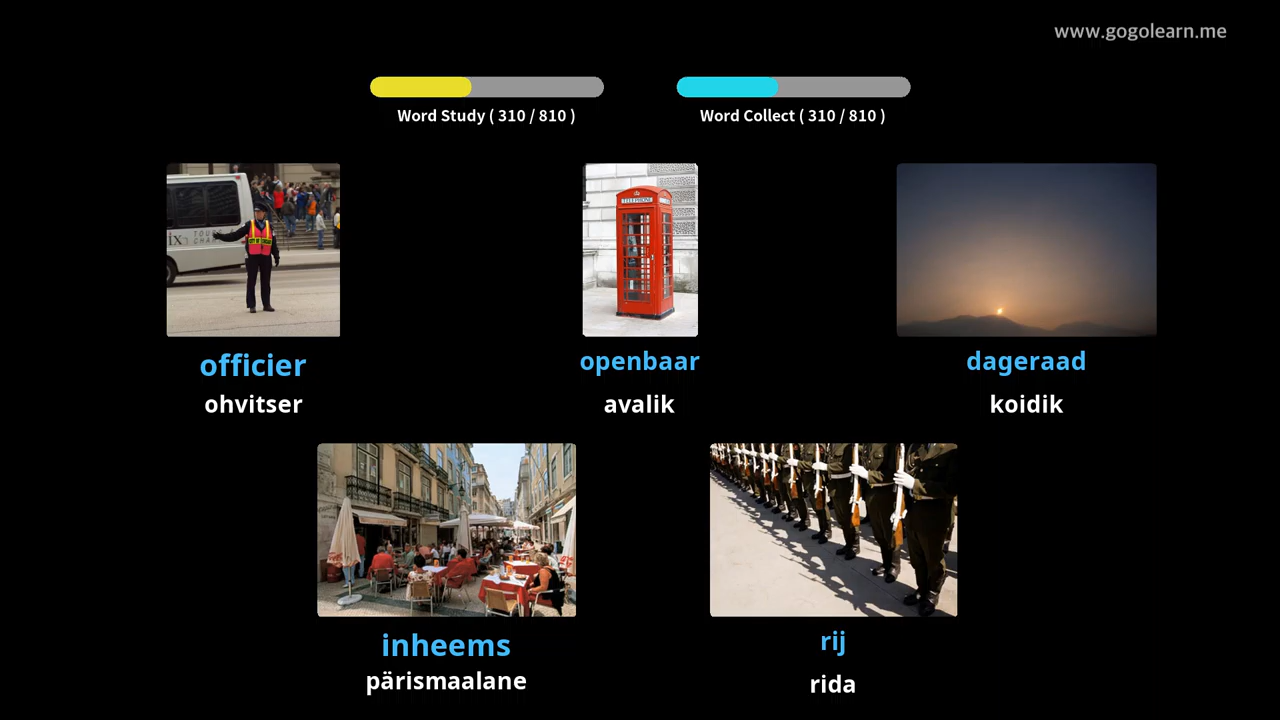 www.gogolearn.me
Word Study ( 310 / 810 )
Word Collect ( 310 / 810 )
TELEPHONE
officier
openbaar
dageraad
ohvitser
avalik
koidik
inheems
rij
pärismaalane
rida